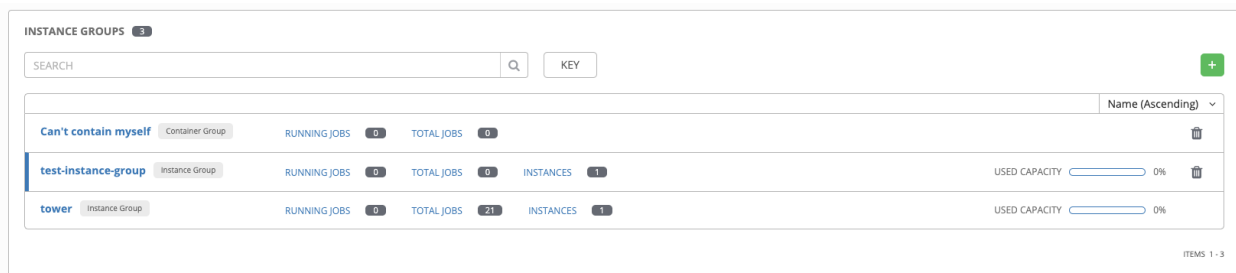 INSTANCE GROUPS 3
SEARCH KEY +
Name (Ascending)
Can't contain myself Container Group RUNNING JOBS 0 TOTAL JOBS 0
test-instance-group Instance Group RUNNING JOBS 0 TOTAL JOBS 0 INSTANCES 1 USED CAPACITY 0%
tower Instance Group RUNNING JOBS 0 TOTAL JOBS 21 INSTANCES 1 USED CAPACITY 0%
ITEMS 1 - 3